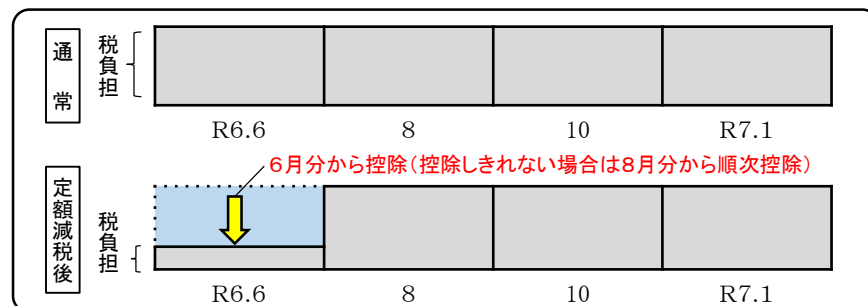 通常
税負担
R6.6 8 10 R7.1
6月分から控除(控除しきれない場合は8月分から順次控除)
定額減税後
税負担
R6.6 8 10 R7.1